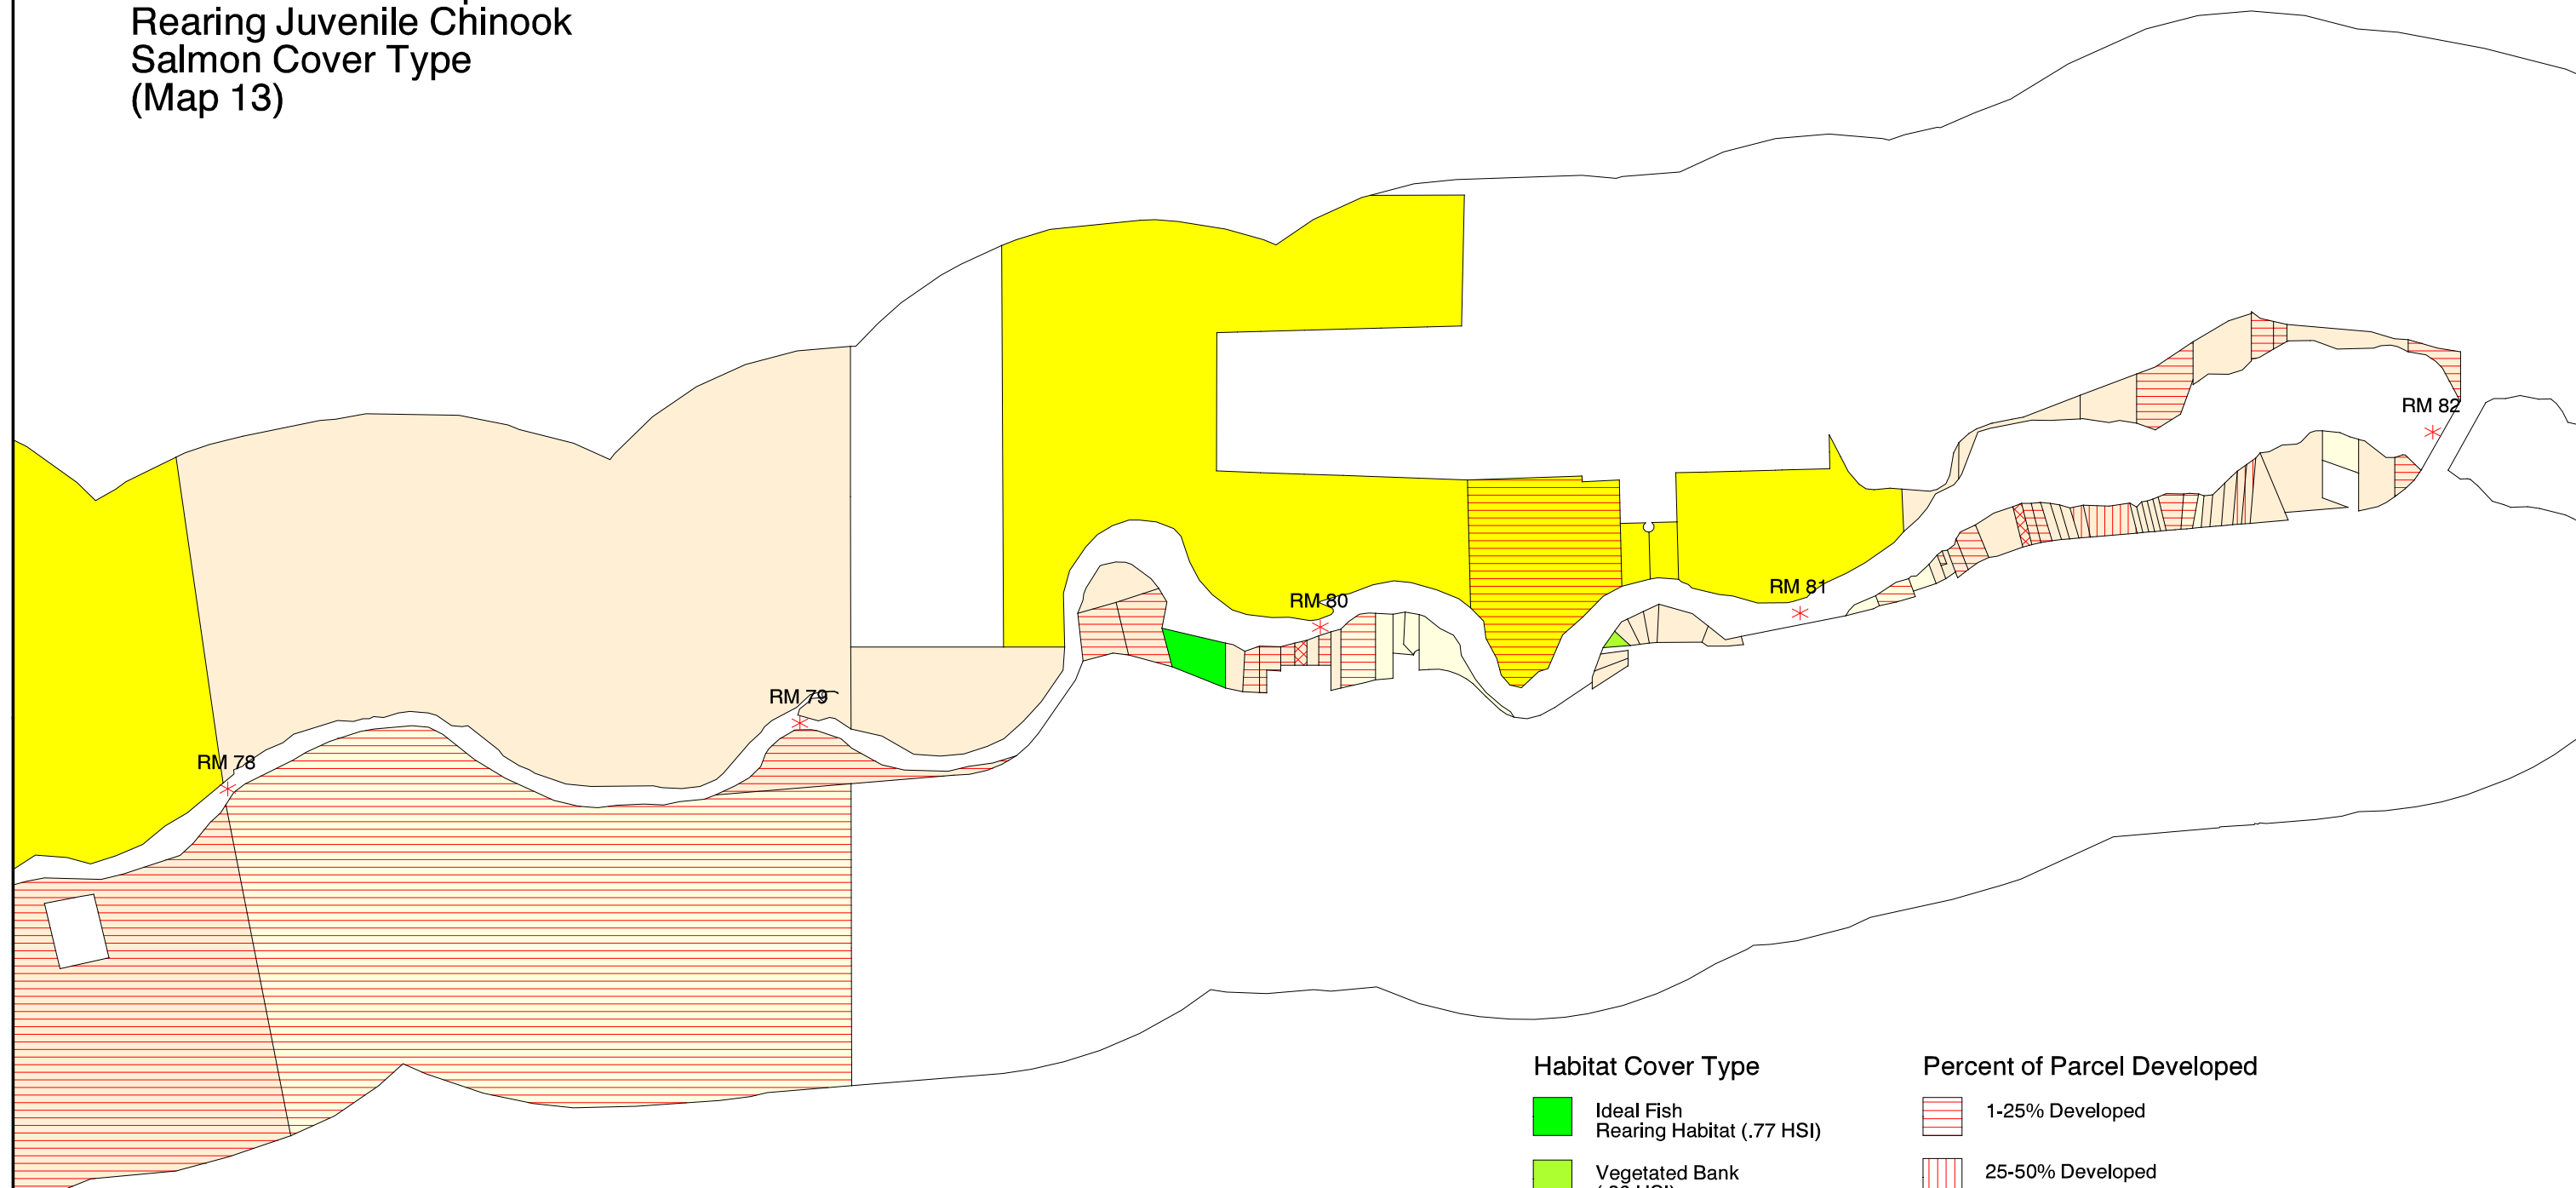 Rearing Juvenile Chinook
Salmon Cover Type
(Map 13)
RM 82
RM 81
RM 80
RM 79
RM 78
Habitat Cover Type
Ideal Fish
Rearing Habitat (.77 HSI)
Vegetated Bank
Percent of Parcel Developed
1-25% Developed
25-50% Developed